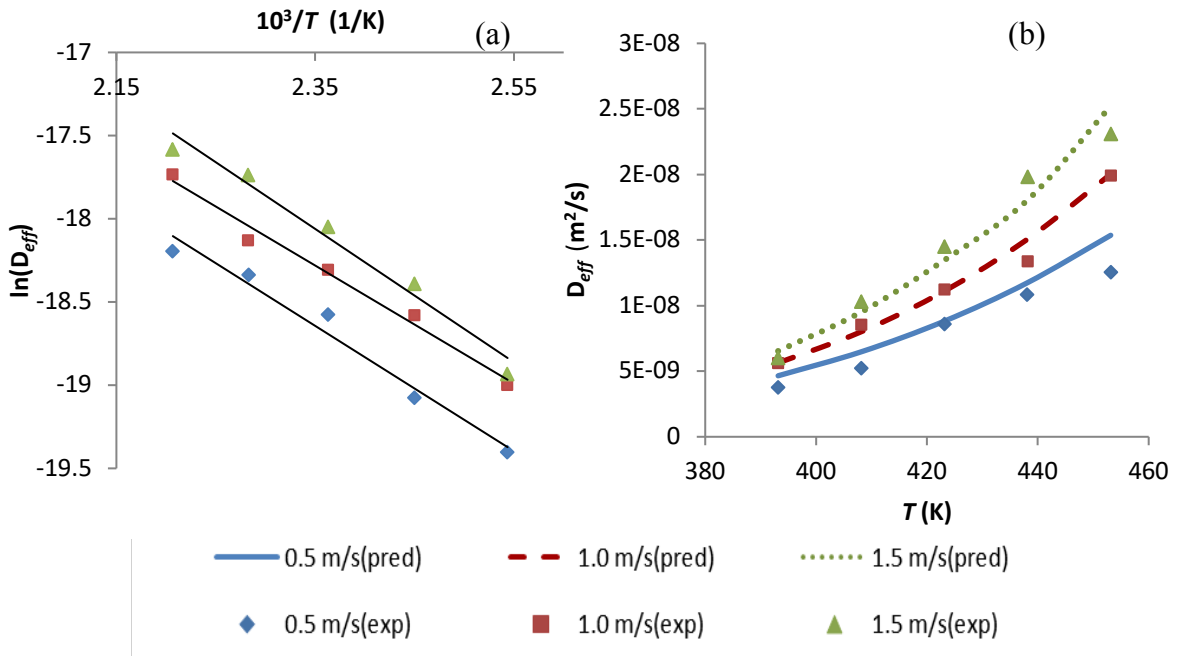 10³/T (1/K)
(a)
-17
2.15
2.35
2.55
-17.5
-18
-18.5
-19
-19.5
ln(D_eff)
(b)
3E-08
2.5E-08
2E-08
1.5E-08
1E-08
5E-09
0
D_eff (m²/s)
380
400
420
440
460
T (K)
0.5 m/s(pred)
1.0 m/s(pred)
1.5 m/s(pred)
0.5 m/s(exp)
1.0 m/s(exp)
1.5 m/s(exp)